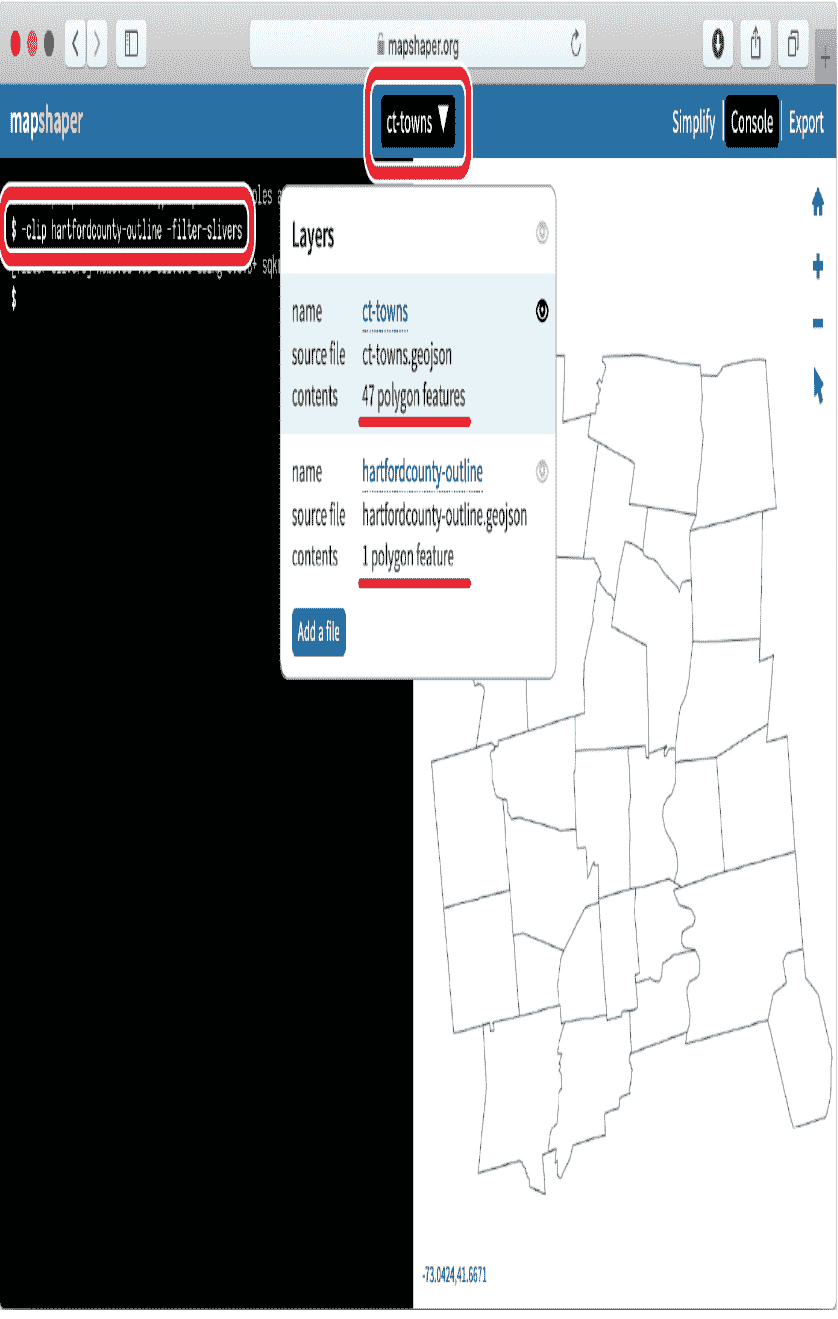 mapshaper.org
mapshaper
ct-towns ▼
Simplify
Console
Export
$ -clip hartfordcounty-outline -filter-slivers
$
Layers
name ct-towns
source file ct-towns.geojson
contents 47 polygon features
name hartfordcounty-outline
source file hartfordcounty-outline.geojson
contents 1 polygon feature
Add a file
-73.0424,41.6671